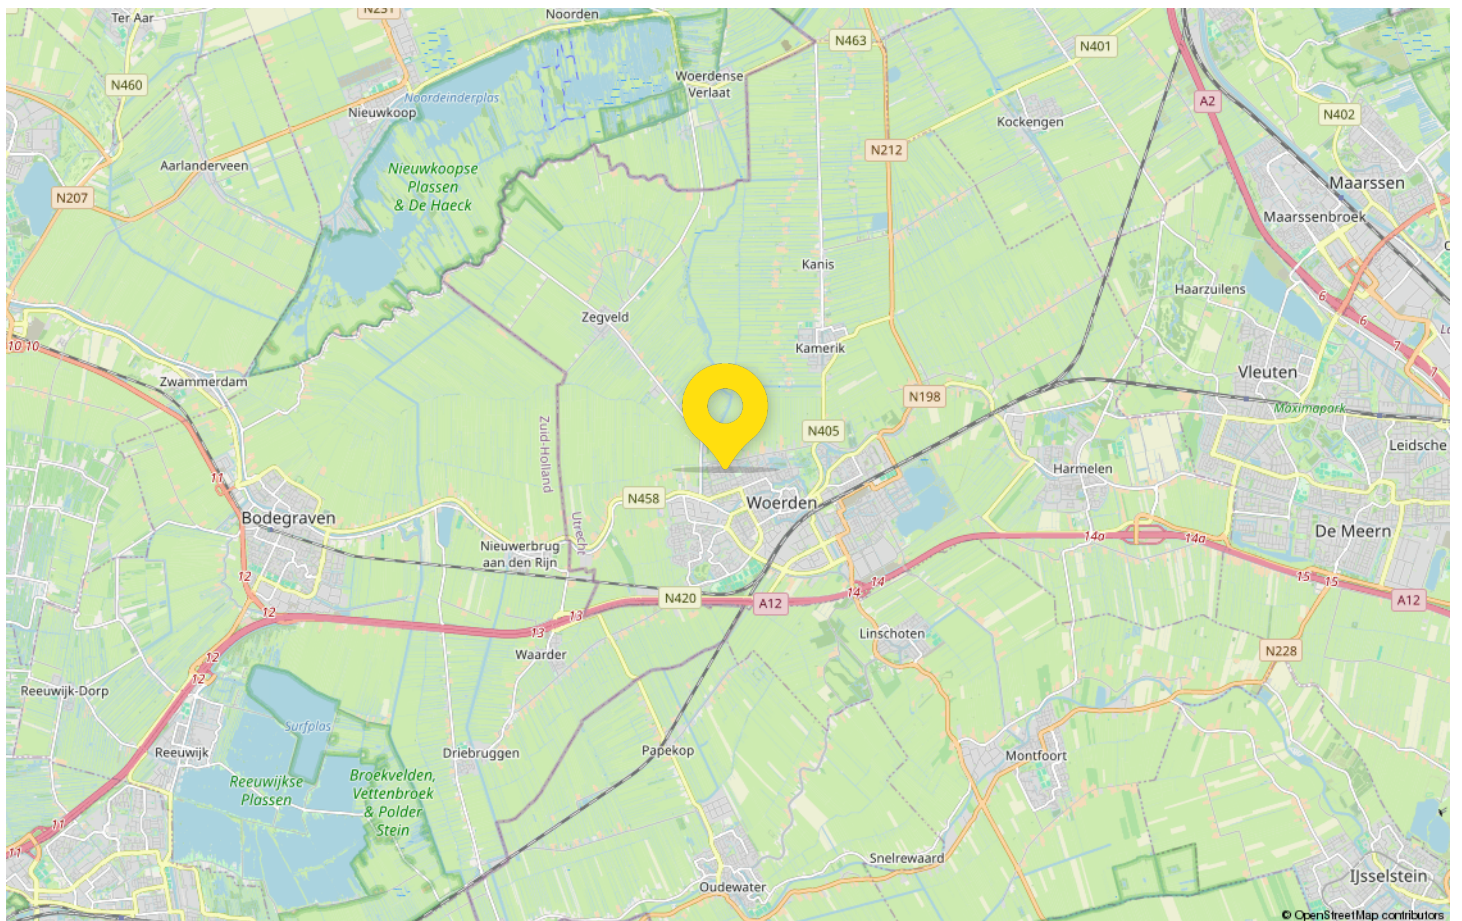 Ter Aar
N231
Noorden
N463
N401
N460
Woerdense
Verlaat
Noordeinderplas
Nieuwkoop
A2
N402
Kockengen
N212
Aarlanderveen
Nieuwkoopse
Plassen
& De Haeck
Maarssen
N207
Maarssenbroek
Kanis
Haarzuilens
6
6
Zegveld
10
10
Kamerik
7
7
Zwammerdam
Vleuten
N198
Maximapark
Zuid-Holland
N405
Leidsche
Harmelen
11
N458
Woerden
Bodegraven
Utrecht
De Meern
14a
14a
Nieuwerbrug
aan den Rijn
12
14
14
15
15
N420
A12
A12
12
13
13
Linschoten
Waarder
N228
12
12
Reeuwijk-Dorp
Surfplas
Reeuwijk
Driebruggen
Papekop
Montfoort
Reeuwijkse
Plassen
Broekvelden,
Vettenbroek
& Polder
Stein
11
11
Snelrewaard
IJsselstein
Oudewater
© OpenStreetMap contributors